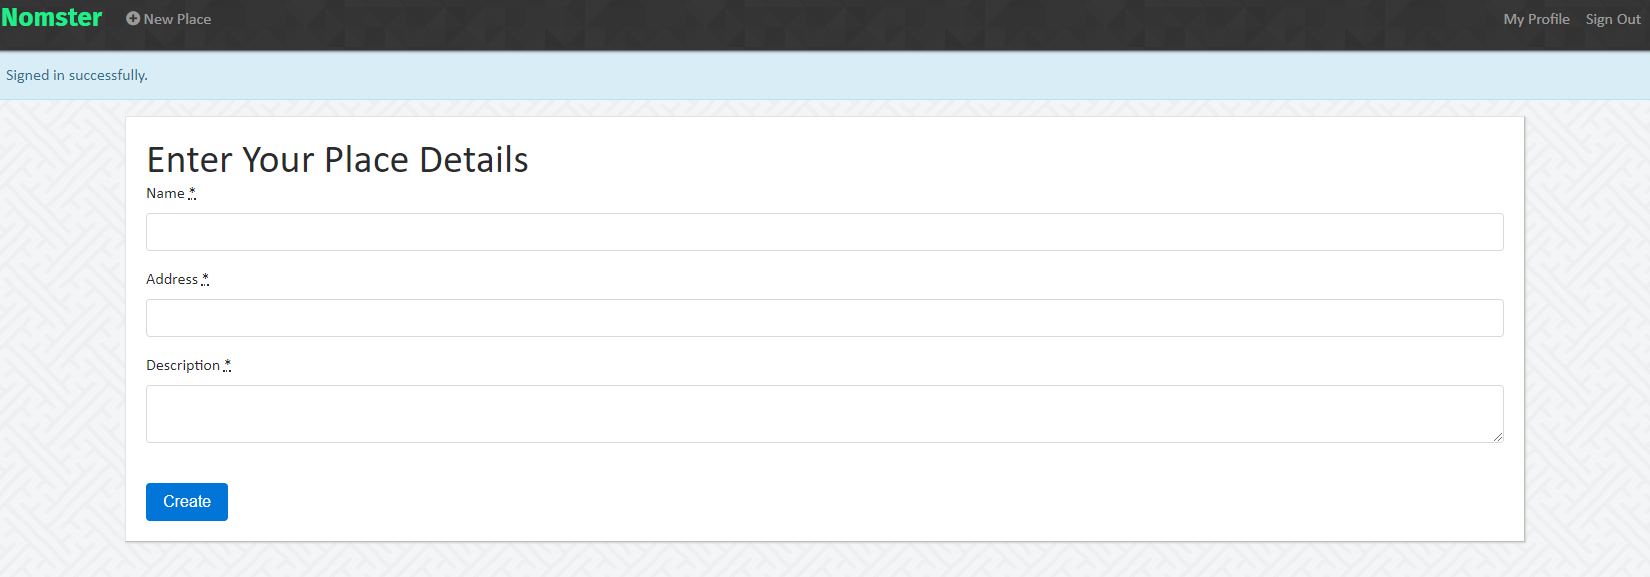 Nomster New Place My Profile Sign Out
Signed in successfully.
Enter Your Place Details
Name *
Address *
Description *
Create